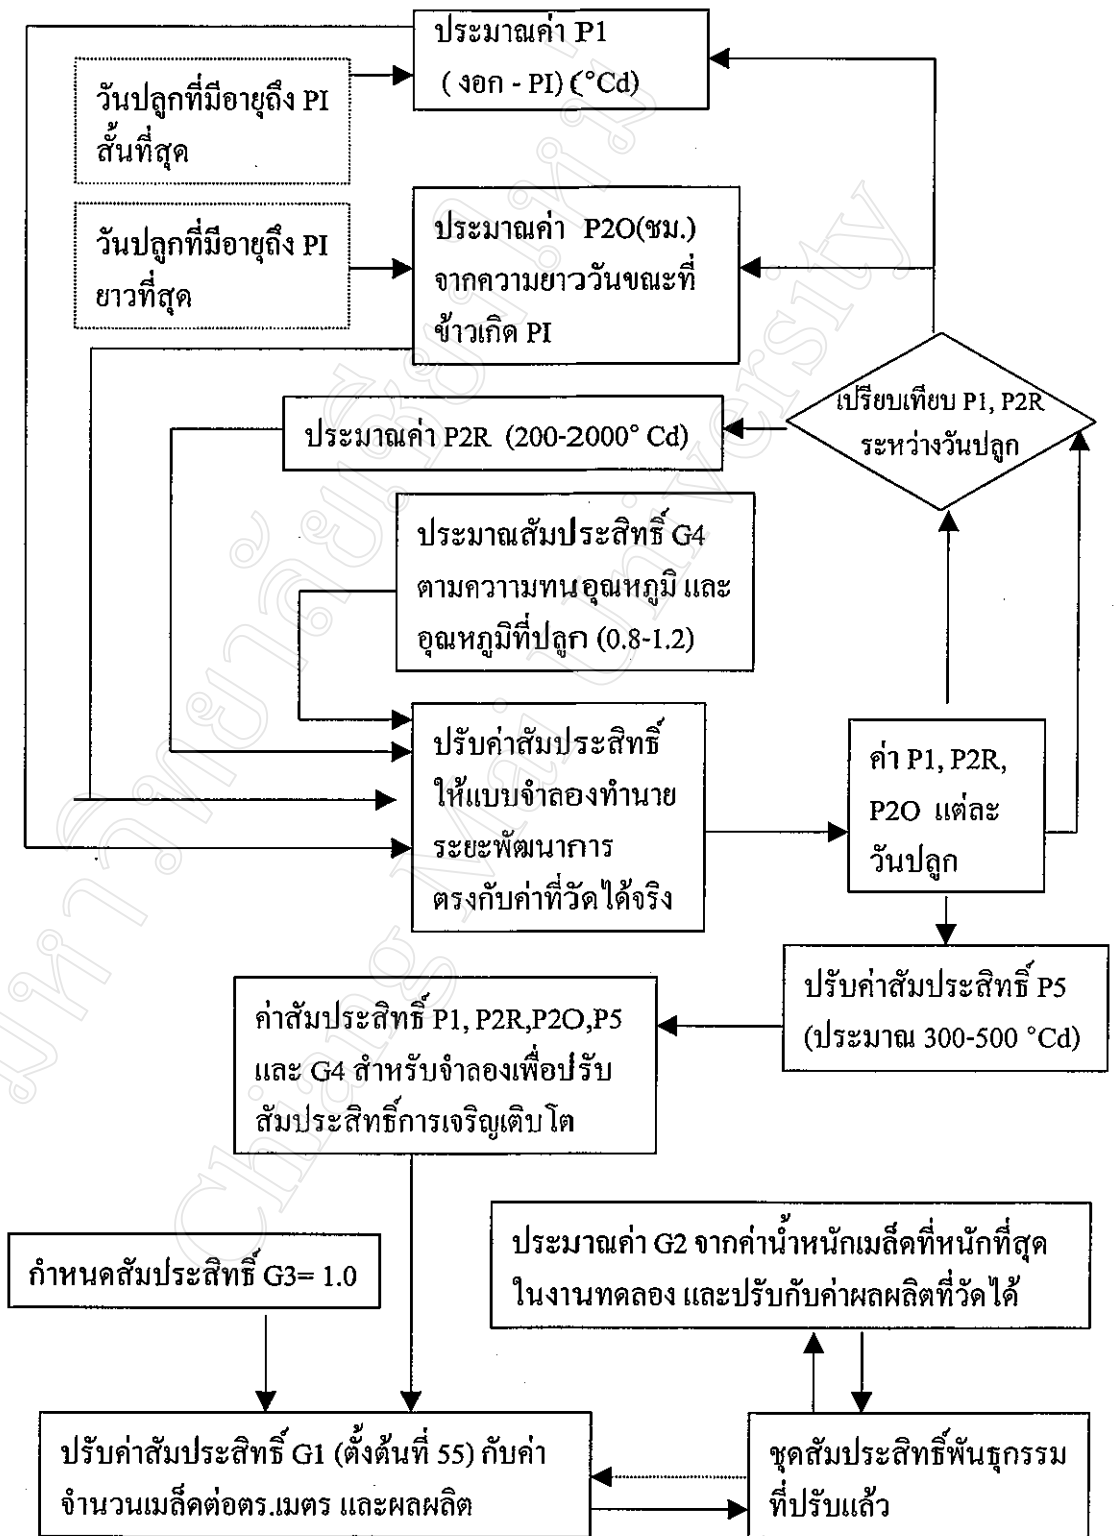 ประมาณค่า P1
( งอก - PI) (°Cd)
วันปลูกที่มีอายุถึง PI
สั้นที่สุด
วันปลูกที่มีอายุถึง PI
ยาวที่สุด
ประมาณค่า P2O(ชม.)
จากความยาววันขณะที่
ข้าวเกิด PI
เปรียบเทียบ P1, P2R
ระหว่างวันปลูก
ประมาณค่า P2R (200-2000° Cd)
ประมาณสัมประสิทธิ์ G4
ตามความทนอุณหภูมิ และ
อุณหภูมิที่ปลูก (0.8-1.2)
ปรับค่าสัมประสิทธิ์
ให้แบบจำลองทำนาย
ระยะพัฒนาการ
ตรงกับค่าที่วัดได้จริง
ค่า P1, P2R,
P2O แต่ละ
วันปลูก
ปรับค่าสัมประสิทธิ์ P5
(ประมาณ 300-500 °Cd)
ค่าสัมประสิทธิ์ P1, P2R,P2O,P5
และ G4 สำหรับจำลองเพื่อปรับ
สัมประสิทธิ์การเจริญเติบโต
กำหนดสัมประสิทธิ์ G3= 1.0
ประมาณค่า G2 จากค่าน้ำหนักเมล็ดที่หนักที่สุด
ในงานทดลอง และปรับกับค่าผลผลิตที่วัดได้
ปรับค่าสัมประสิทธิ์ G1 (ตั้งต้นที่ 55) กับค่า
จำนวนเมล็ดต่อตร.เมตร และผลผลิต
ชุดสัมประสิทธิ์พันธุกรรม
ที่ปรับแล้ว
มหาวิทยาลัยเชียงใหม่
Chiang Mai University